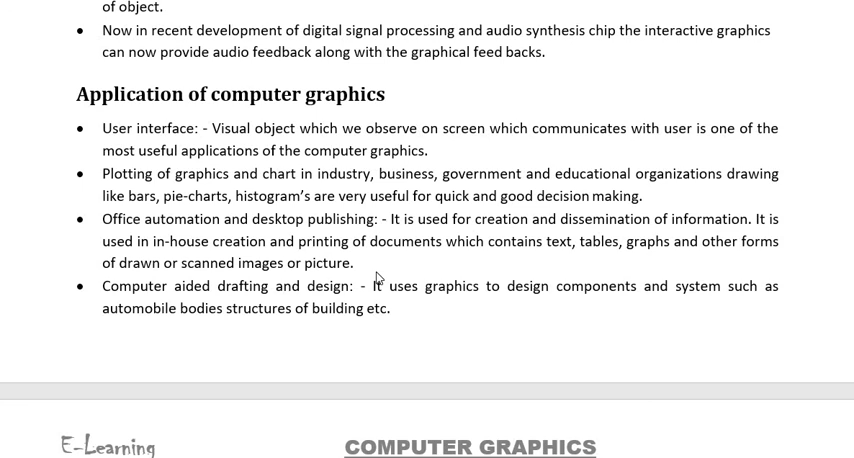 of object.
• Now in recent development of digital signal processing and audio synthesis chip the interactive graphics
can now provide audio feedback along with the graphical feed backs.
Application of computer graphics
• User interface: - Visual object which we observe on screen which communicates with user is one of the
most useful applications of the computer graphics.
• Plotting of graphics and chart in industry, business, government and educational organizations drawing
like bars, pie-charts, histogram's are very useful for quick and good decision making.
• Office automation and desktop publishing: - It is used for creation and dissemination of information. It is
used in in-house creation and printing of documents which contains text, tables, graphs and other forms
of drawn or scanned images or picture.
• Computer aided drafting and design: - It uses graphics to design components and system such as
automobile bodies structures of building etc.
E-Learning COMPUTER GRAPHICS